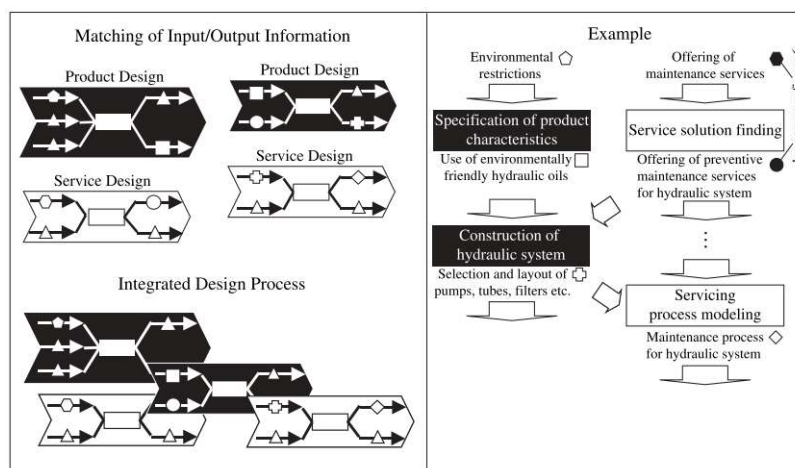 Matching of Input/Output Information
Product Design
Product Design
Service Design
Service Design
Integrated Design Process
Example
Environmental
restrictions
Specification of product
characteristics
Use of environmentally
friendly hydraulic oils
Construction of
hydraulic system
Selection and layout of
pumps, tubes, filters etc.
Offering of
maintenance services
Service solution finding
Offering of preventive
maintenance services
for hydraulic system
⋮
Servicing
process modeling
Maintenance process
for hydraulic system